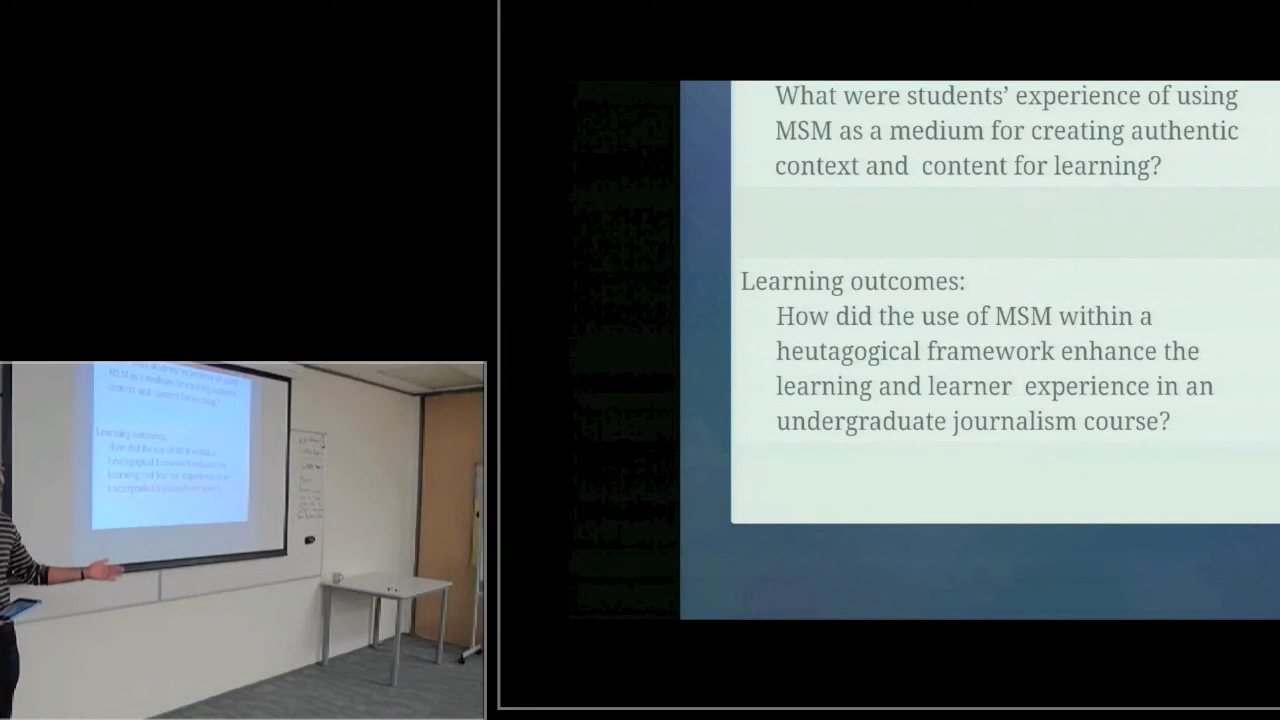 What were students’ experience of using
MSM as a medium for creating authentic
context and  content for learning?
Learning outcomes:
How did the use of MSM within a
heutagogical framework enhance the
learning and learner  experience in an
undergraduate journalism course?